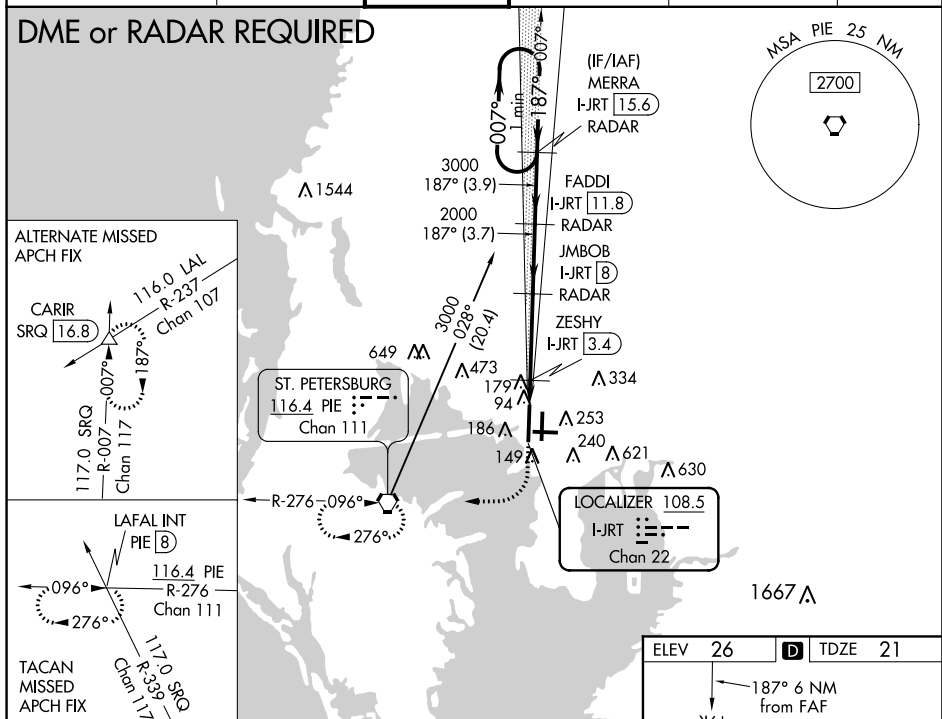 DME or RADAR REQUIRED
MSA PIE 25 NM
2700
007°
187°
007°
1 min
(IF/IAF)
MERRA
I-JRT 15.6
RADAR
3000
187° (3.9)
1544
FADDI
I-JRT 11.8
RADAR
2000
187° (3.7)
JMBOB
I-JRT 8
RADAR
ZESHY
I-JRT 3.4
3000
028°
(20.4)
649
473
179
94
334
186
253
149
240
621
630
ST. PETERSBURG
116.4 PIE
Chan 111
R-276
096°
276°
LOCALIZER 108.5
I-JRT
Chan 22
1667
ALTERNATE MISSED
APCH FIX
116.0 LAL
R-237
Chan 107
CARIR
SRQ 16.8
007°
187°
117.0 SRQ
R-007
Chan 117
LAFAL INT
PIE 8
096°
116.4 PIE
R-276
Chan 111
276°
117.0 SRQ
R-339
Chan 117
TACAN
MISSED
APCH FIX
ELEV 26
D
TDZE 21
187° 6 NM
from FAF